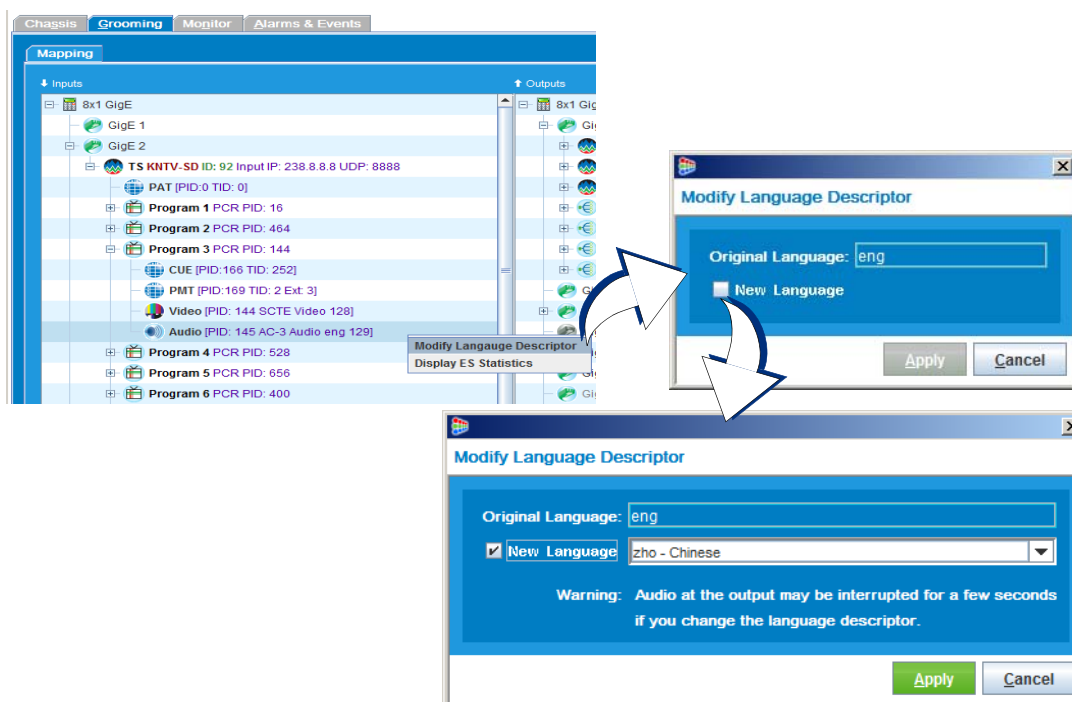 Chassis Grooming Monitor Alarms & Events
Mapping
Inputs
Outputs
8x1 GigE
GigE 1
GigE 2
TS KNTV-SD ID: 92 Input IP: 238.8.8.8 UDP: 8888
PAT [PID:0 TID: 0]
Program 1 PCR PID: 16
Program 2 PCR PID: 464
Program 3 PCR PID: 144
CUE [PID:166 TID: 252]
PMT [PID:169 TID: 2 Ext: 3]
Video [PID: 144 SCTE Video 128]
Audio [PID: 145 AC-3 Audio eng 129]
Program 4 PCR PID: 528
Program 5 PCR PID: 656
Program 6 PCR PID: 400
8x1 Gig
Modify Langauge Descriptor
Display ES Statistics
Modify Language Descriptor
Original Language: eng
New Language
Apply Cancel
Modify Language Descriptor
Original Language: eng
New Language zho - Chinese
Warning: Audio at the output may be interrupted for a few seconds
if you change the language descriptor.
Apply Cancel